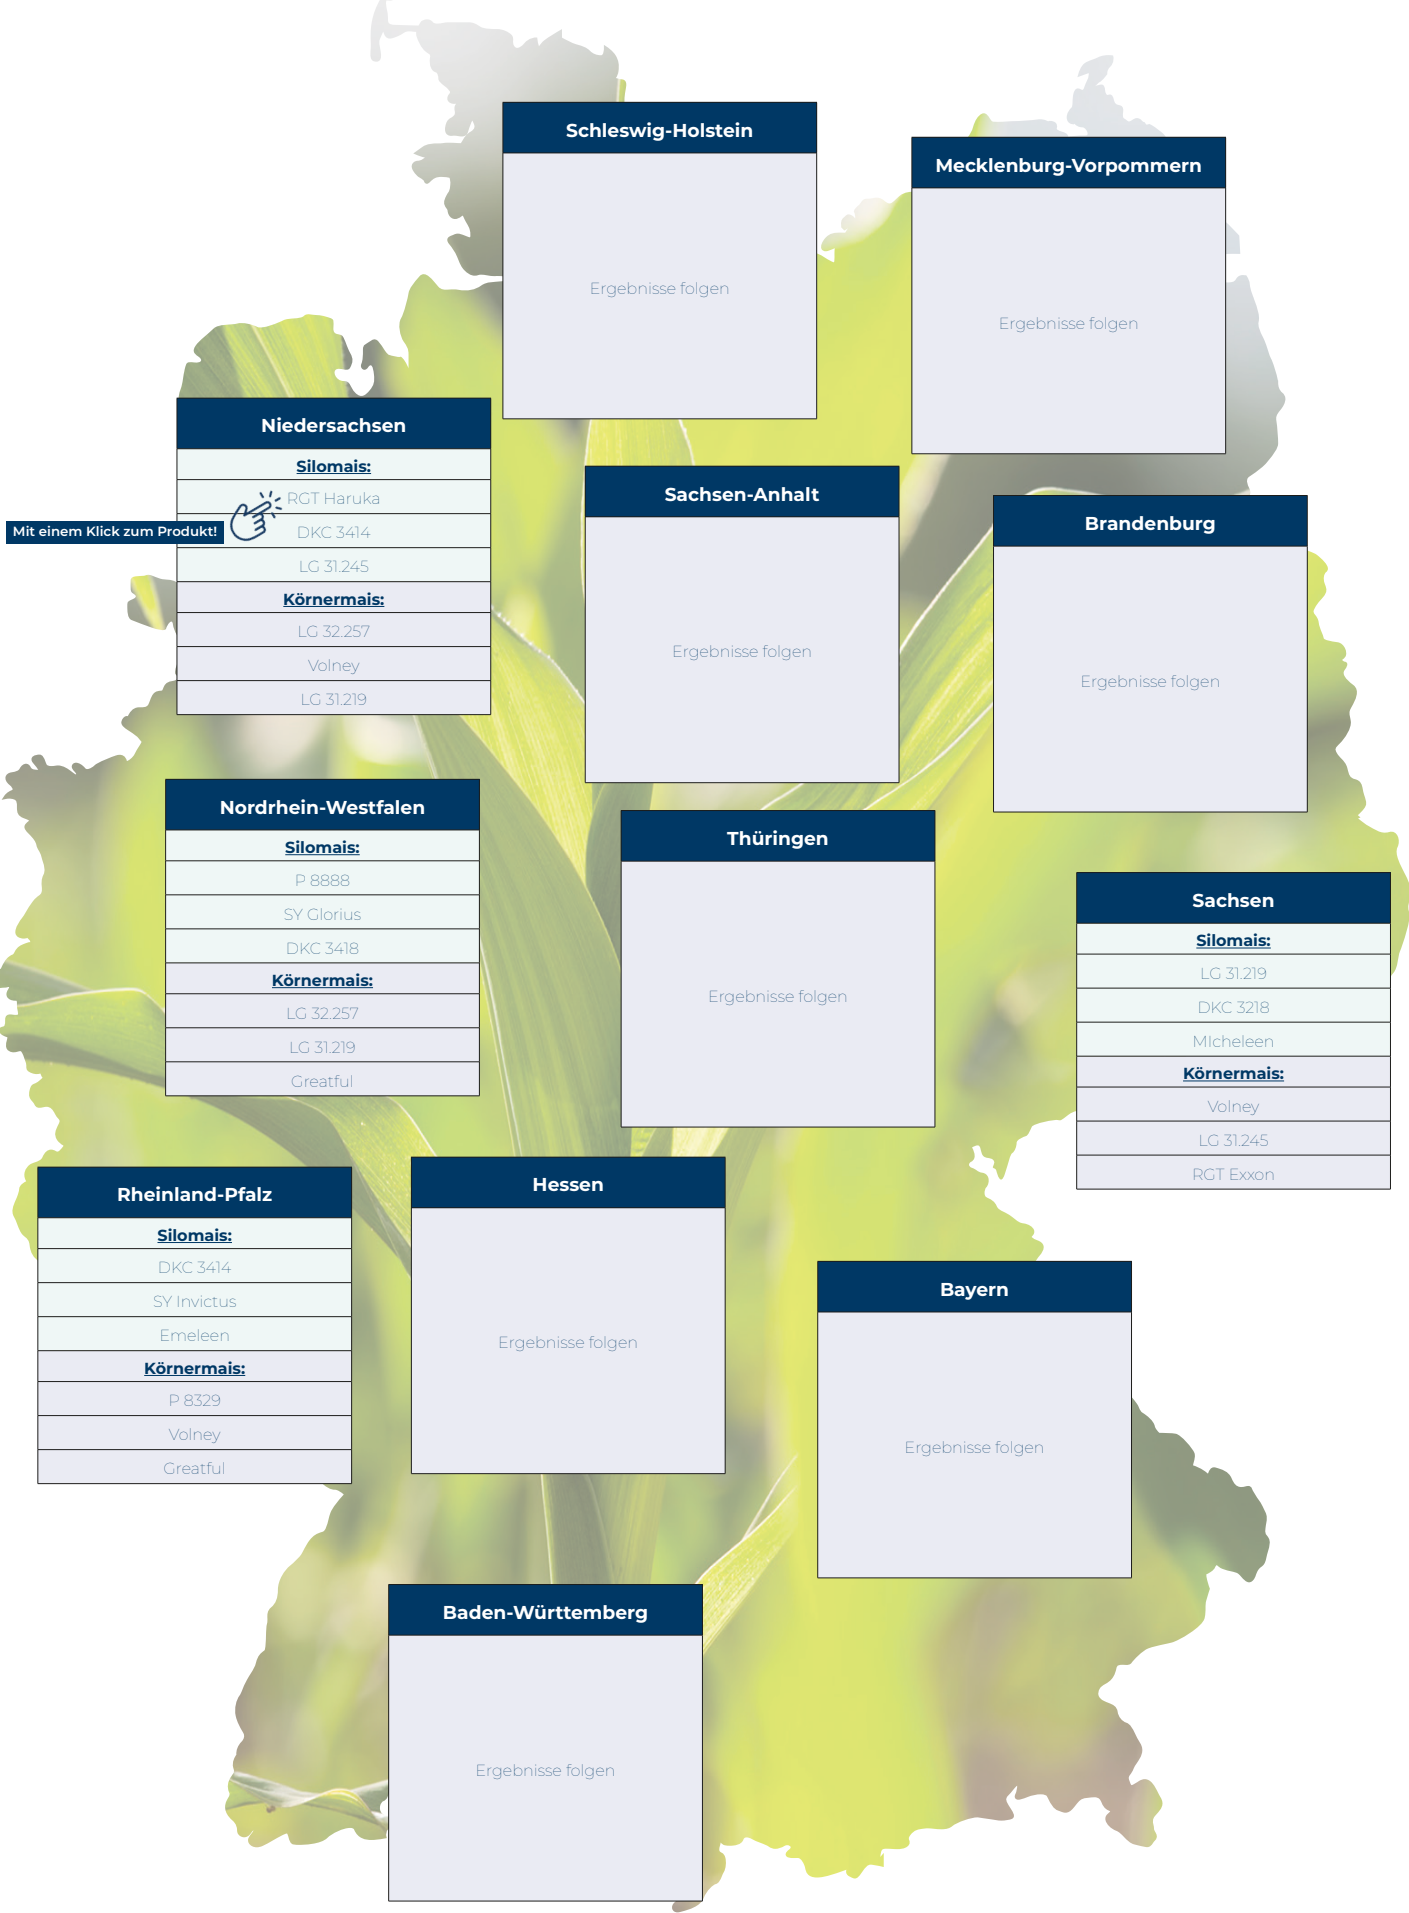 Schleswig-Holstein
Ergebnisse folgen
Mecklenburg-Vorpommern
Ergebnisse folgen
Niedersachsen
Silomais:
RGT Haruka
DKC 3414
LG 31.245
Körnermais:
LG 32.257
Volney
LG 31.219
Mit einem Klick zum Produkt!
Sachsen-Anhalt
Ergebnisse folgen
Brandenburg
Ergebnisse folgen
Nordrhein-Westfalen
Silomais:
P 8888
SY Glorius
DKC 3418
Körnermais:
LG 32.257
LG 31.219
Greatful
Thüringen
Ergebnisse folgen
Sachsen
Silomais:
LG 31.219
DKC 3218
MIcheleen
Körnermais:
Volney
LG 31.245
RGT Exxon
Rheinland-Pfalz
Silomais:
DKC 3414
SY Invictus
Emeleen
Körnermais:
P 8329
Volney
Greatful
Hessen
Ergebnisse folgen
Bayern
Ergebnisse folgen
Baden-Württemberg
Ergebnisse folgen